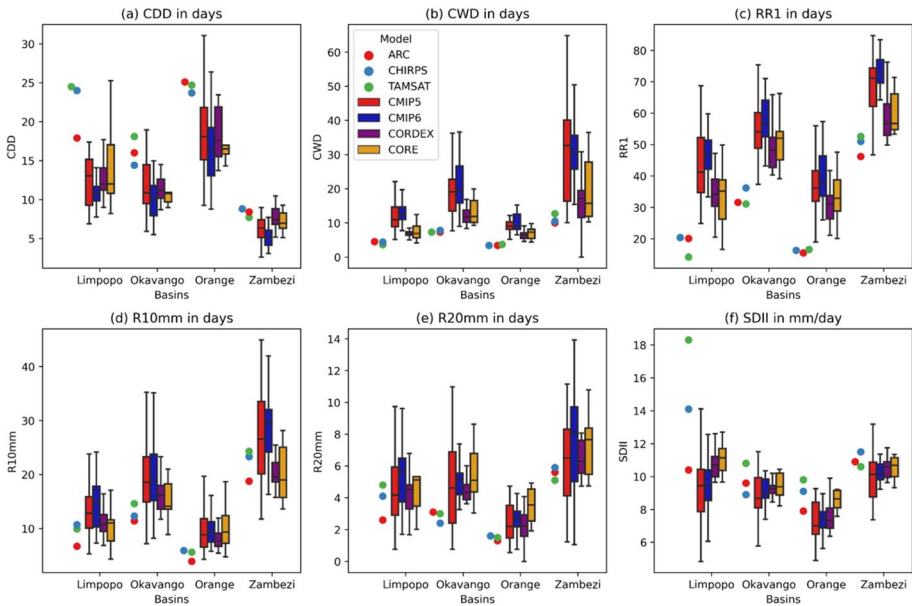 (a) CDD in days
(b) CWD in days
(c) RR1 in days
CDD
30
25
20
15
10
5
Limpopo Okavango Orange Zambezi
Basins
CWD
60
50
40
30
20
10
0
Model
ARC
CHIRPS
TAMSAT
CMIP5
CMIP6
CORDEX
CORE
Limpopo Okavango Orange Zambezi
Basins
RR1
80
70
60
50
40
30
20
Limpopo Okavango Orange Zambezi
Basins
(d) R10mm in days
(e) R20mm in days
(f) SDII in mm/day
R10mm
40
30
20
10
Limpopo Okavango Orange Zambezi
Basins
R20mm
14
12
10
8
6
4
2
0
Limpopo Okavango Orange Zambezi
Basins
SDII
18
16
14
12
10
8
6
Limpopo Okavango Orange Zambezi
Basins